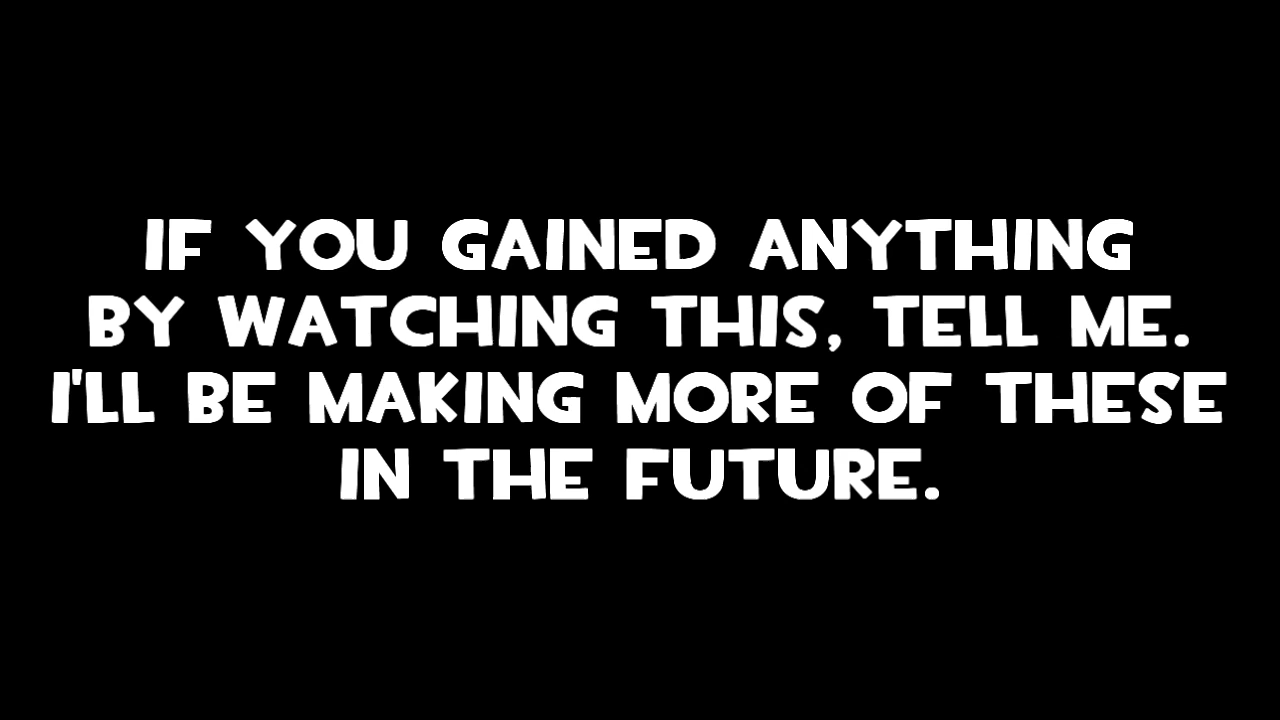 IF YOU GAINED ANYTHING
BY WATCHING THIS, TELL ME.
I'LL BE MAKING MORE OF THESE
IN THE FUTURE.